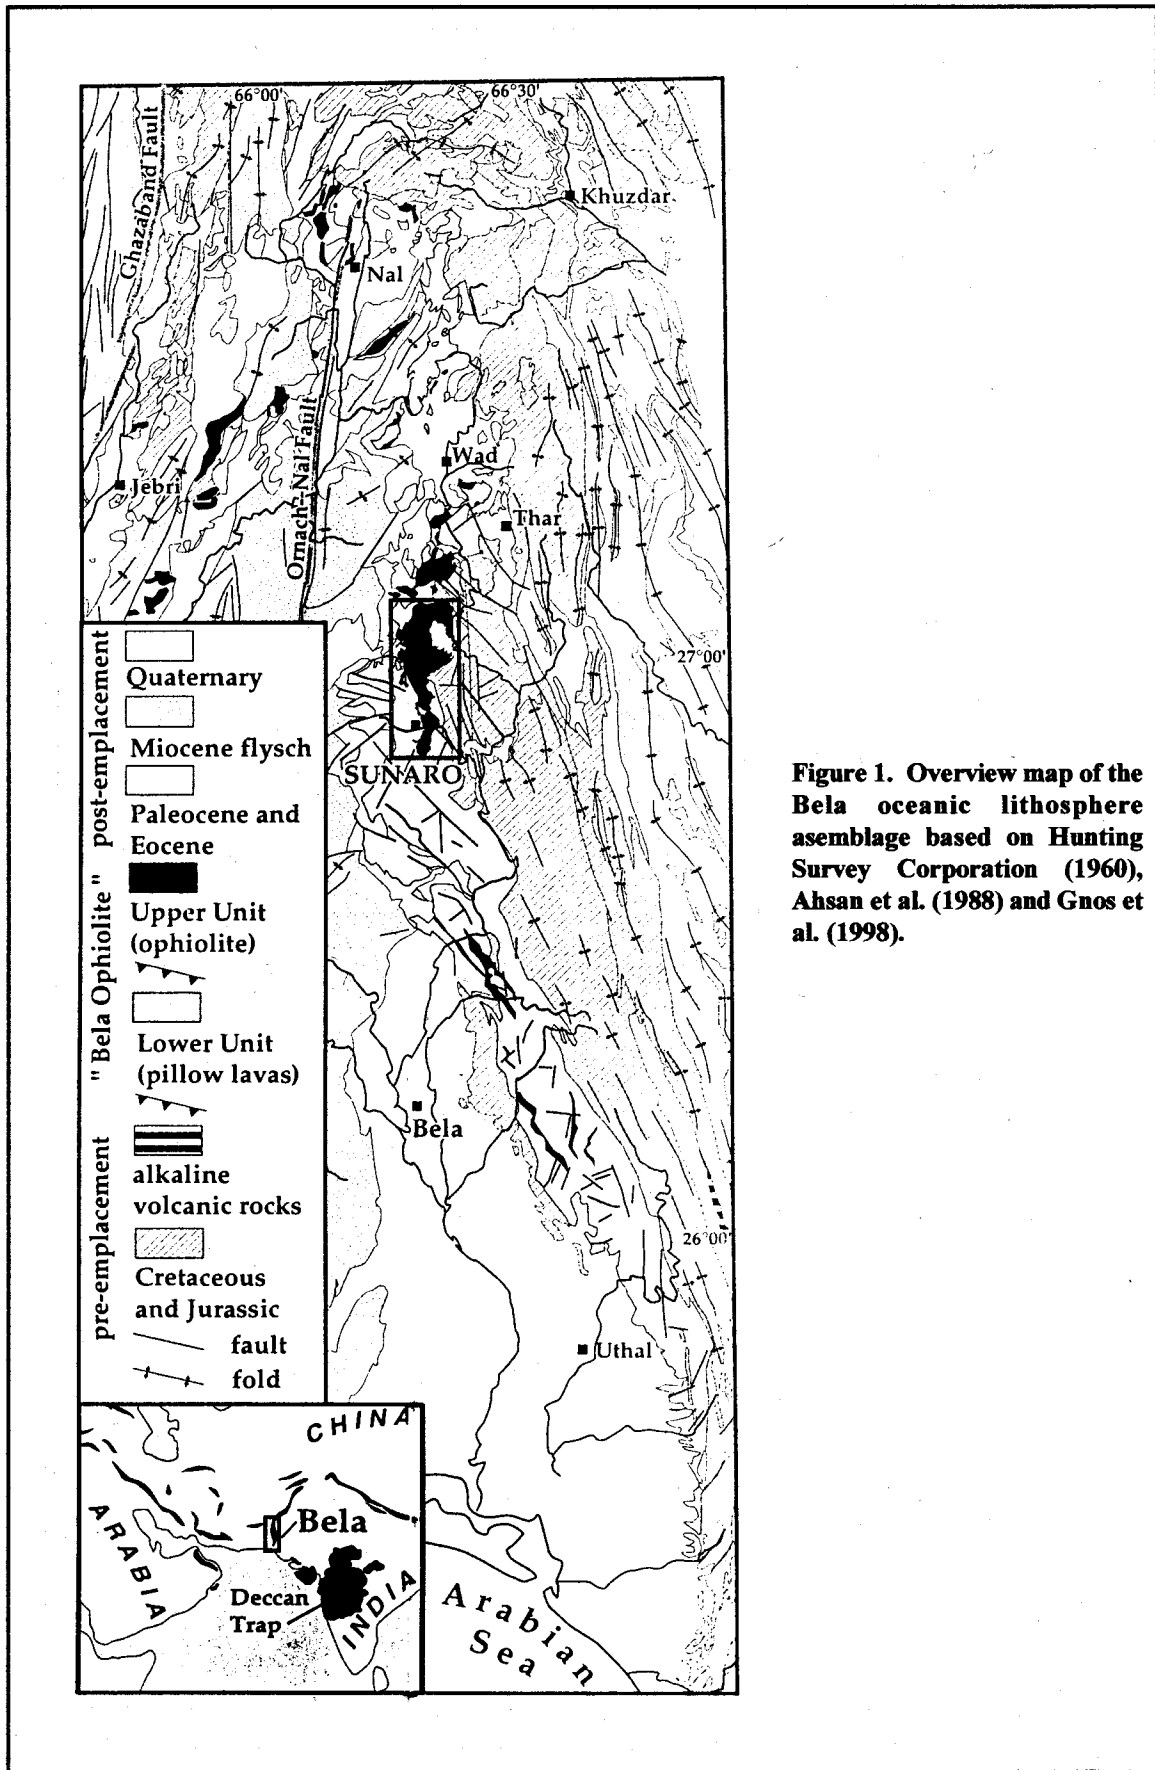 66°00'
66°30'
Ghazaband Fault
Khuzdar
Nal
Ornach-Nal Fault
Wad
Jebri
Thar
27°00'
SUNARO
Bela
26°00'
Uthal
Arabian
Sea
post-emplacement
"Bela Ophiolite"
pre-emplacement
Quaternary
Miocene flysch
Paleocene and
Eocene
Upper Unit
(ophiolite)
Lower Unit
(pillow lavas)
alkaline
volcanic rocks
Cretaceous
and Jurassic
fault
fold
CHINA
ARABIA
Bela
Deccan
Trap
INDIA
Figure 1. Overview map of the
Bela oceanic lithosphere
asemblage based on Hunting
Survey Corporation (1960),
Ahsan et al. (1988) and Gnos et
al. (1998).